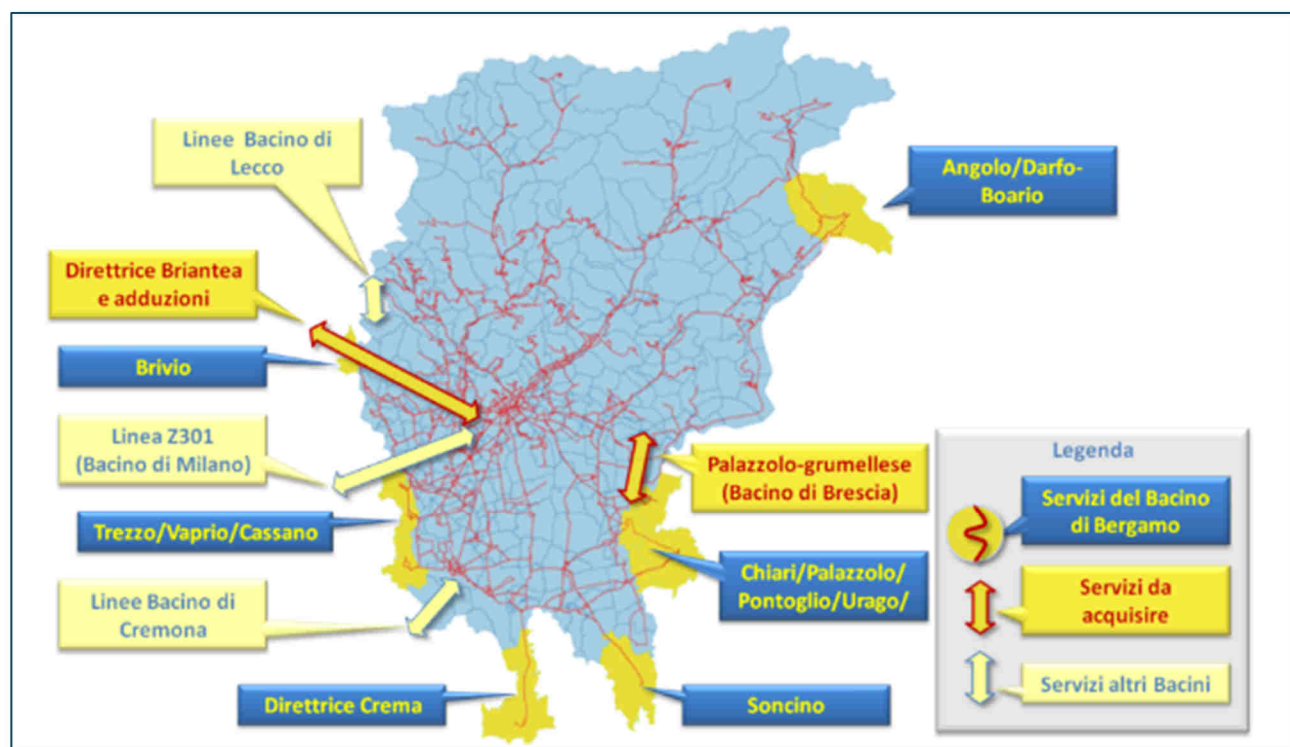 Linee Bacino di
Lecco
Angolo/Darfo-
Boario
Direttrice Briantea
e adduzioni
Brivio
Linea Z301
(Bacino di Milano)
Palazzolo-grumellese
(Bacino di Brescia)
Legenda
Servizi del Bacino
di Bergamo
Trezzo/Vaprio/Cassano
Chiari/Palazzolo/
Pontoglio/Urago/
Servizi da
acquisire
Linee Bacino di
Cremona
Servizi altri Bacini
Direttrice Crema
Soncino